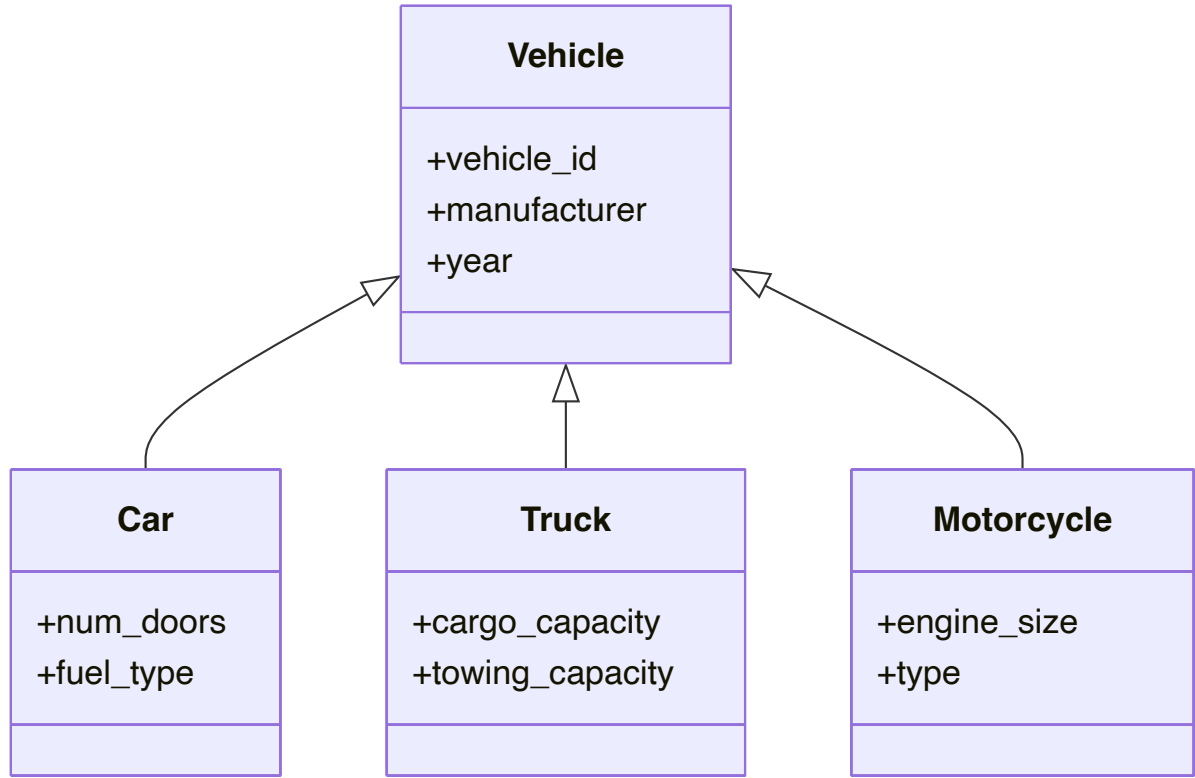 Vehicle
+vehicle_id
+manufacturer
+year
Car
+num_doors
+fuel_type
Truck
+cargo_capacity
+towing_capacity
Motorcycle
+engine_size
+type